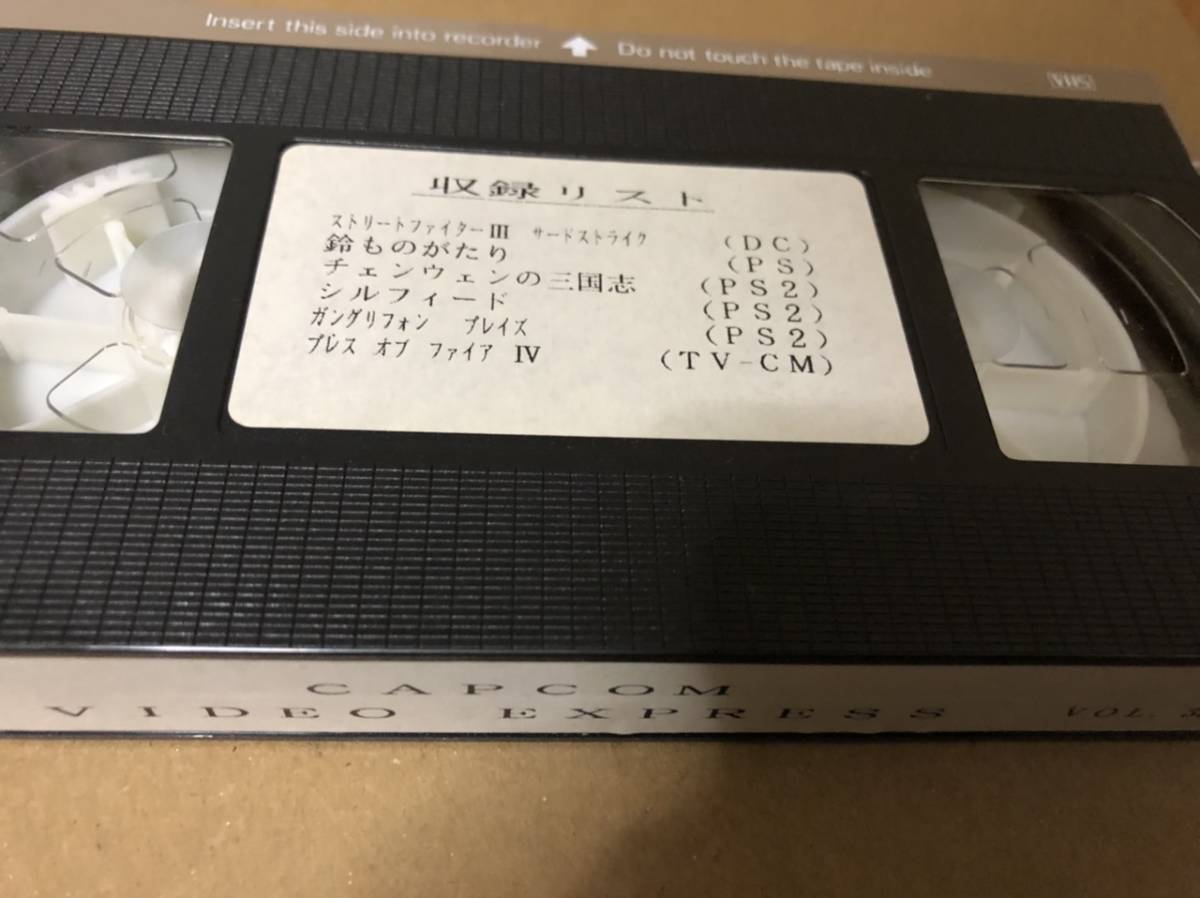 Insert this side into recorder ⬆ Do not touch the tape inside VHS
収録リスト
ストリートファイターⅢ サードストライク (DC)
鈴ものがたり (PS)
チェンウェンの三国志 (PS2)
シルフィード (PS2)
ガングリフォン ブレイズ (PS2)
ブレス オブ ファイア Ⅳ (TV-CM)
CAPCOM
VIDEO EXPRESS VOL.